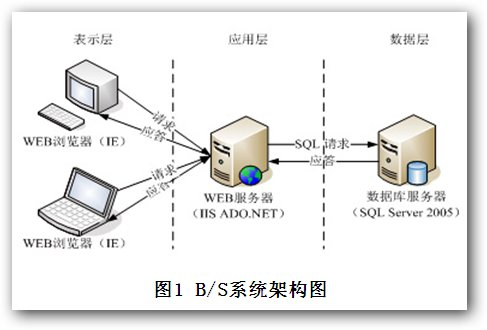 表示层
应用层
数据层
请求
应答
WEB浏览器（IE）
SQL 请求
应答
请求
应答
WEB服务器
（IIS ADO.NET）
数据库服务器
（SQL Server 2005）
WEB浏览器（IE）
图1 B/S系统架构图